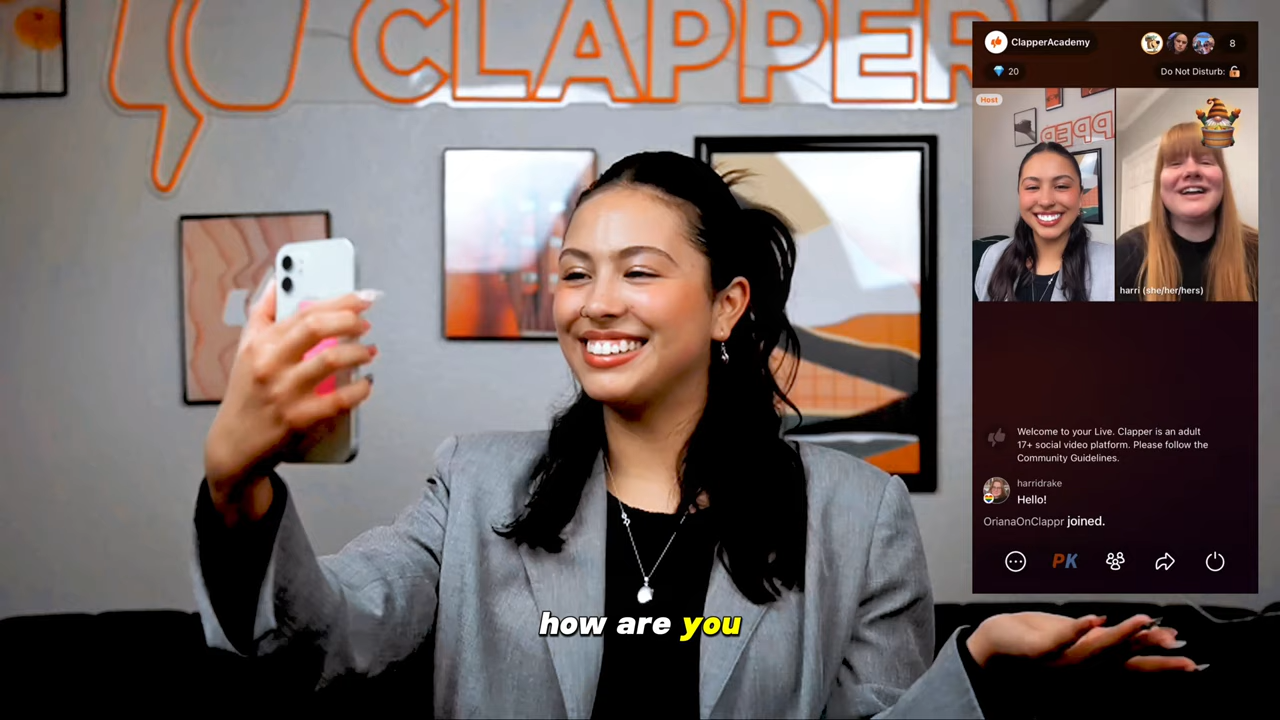 CLAPPER
ClapperAcademy
8
20
Do Not Disturb:
Host
harri (she/her/hers)
Welcome to your Live. Clapper is an adult
17+ social video platform. Please follow the
Community Guidelines.
harridrake
Hello!
OrianaOnClappr joined.
PK
how are you